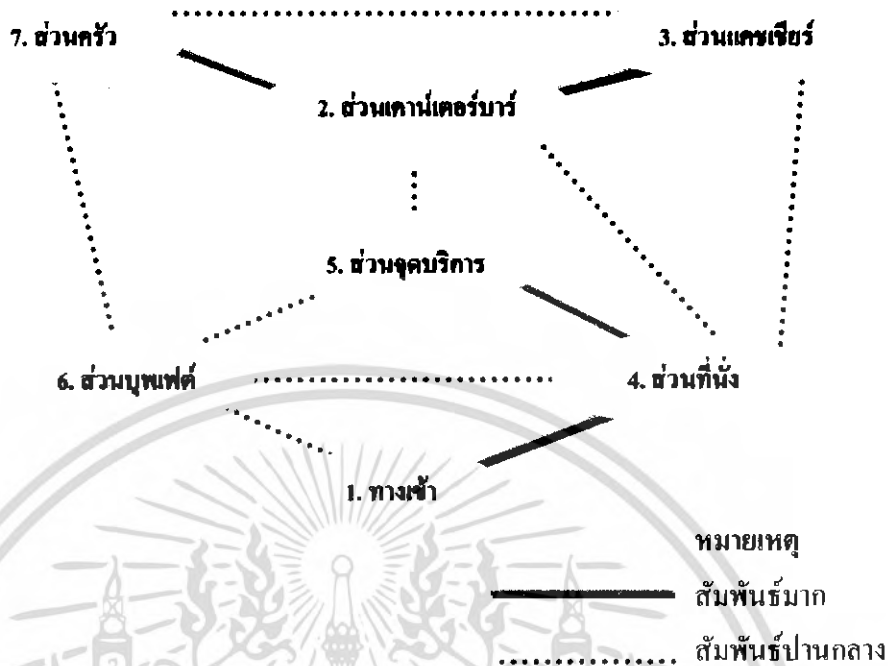 7. ส่วนครัว
3. ส่วนแคชเชียร์
2. ส่วนเคาน์เตอร์บาร์
5. ส่วนจุดบริการ
6. ส่วนบุพเฟต์
4. ส่วนที่นั่ง
1. ทางเข้า
หมายเหตุ
สัมพันธ์มาก
สัมพันธ์ปานกลาง